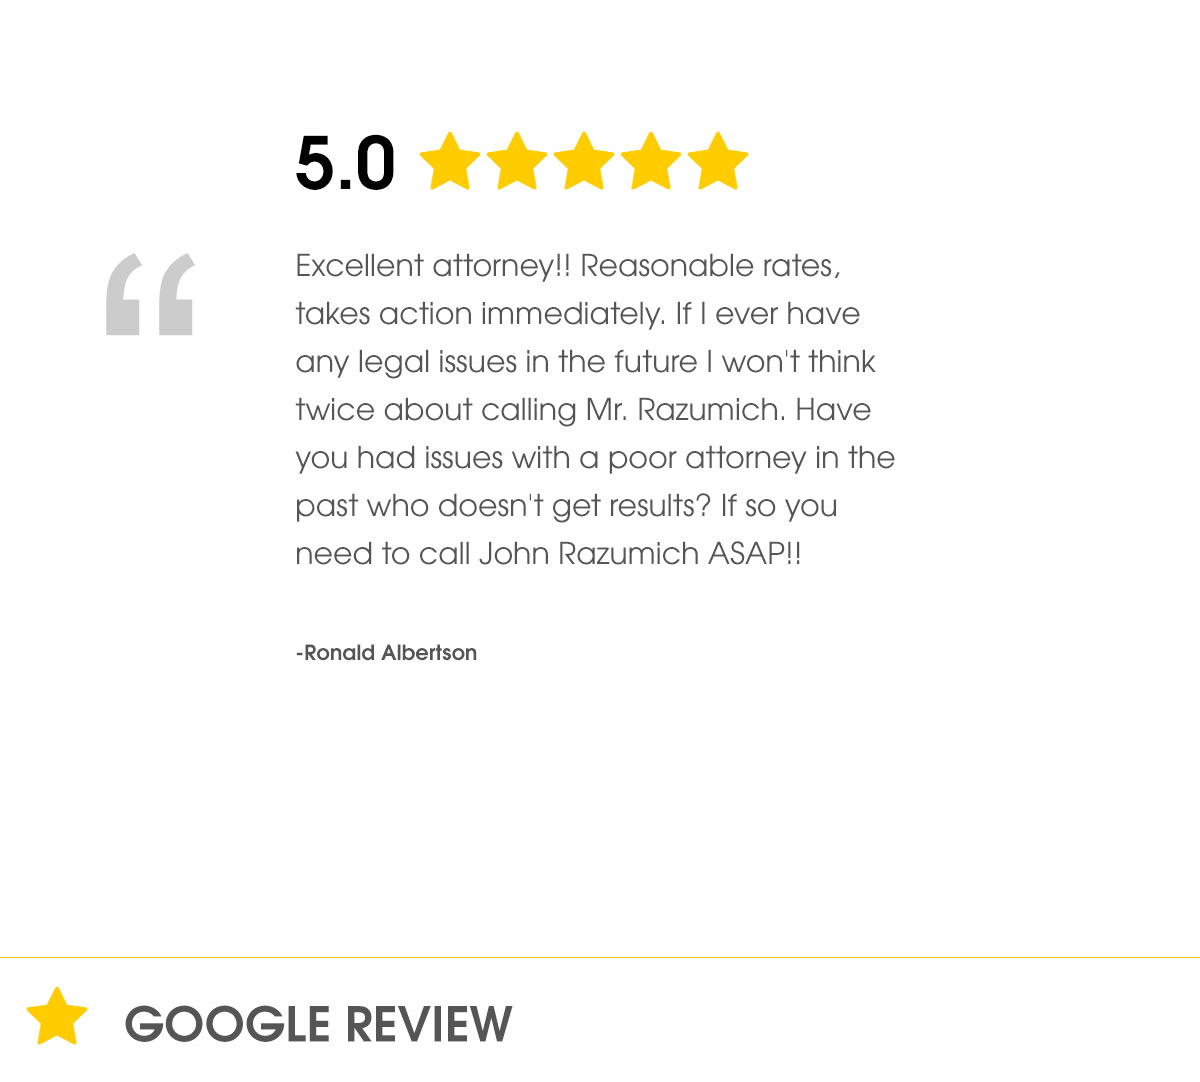 5.0
Excellent attorney!! Reasonable rates,
takes action immediately. If I ever have
any legal issues in the future I won't think
twice about calling Mr. Razumich. Have
you had issues with a poor attorney in the
past who doesn't get results? If so you
need to call John Razumich ASAP!!
-Ronald Albertson
GOOGLE REVIEW